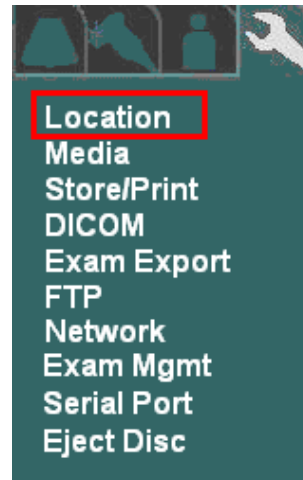 Location
Media
Store/Print
DICOM
Exam Export
FTP
Network
Exam Mgmt
Serial Port
Eject Disc